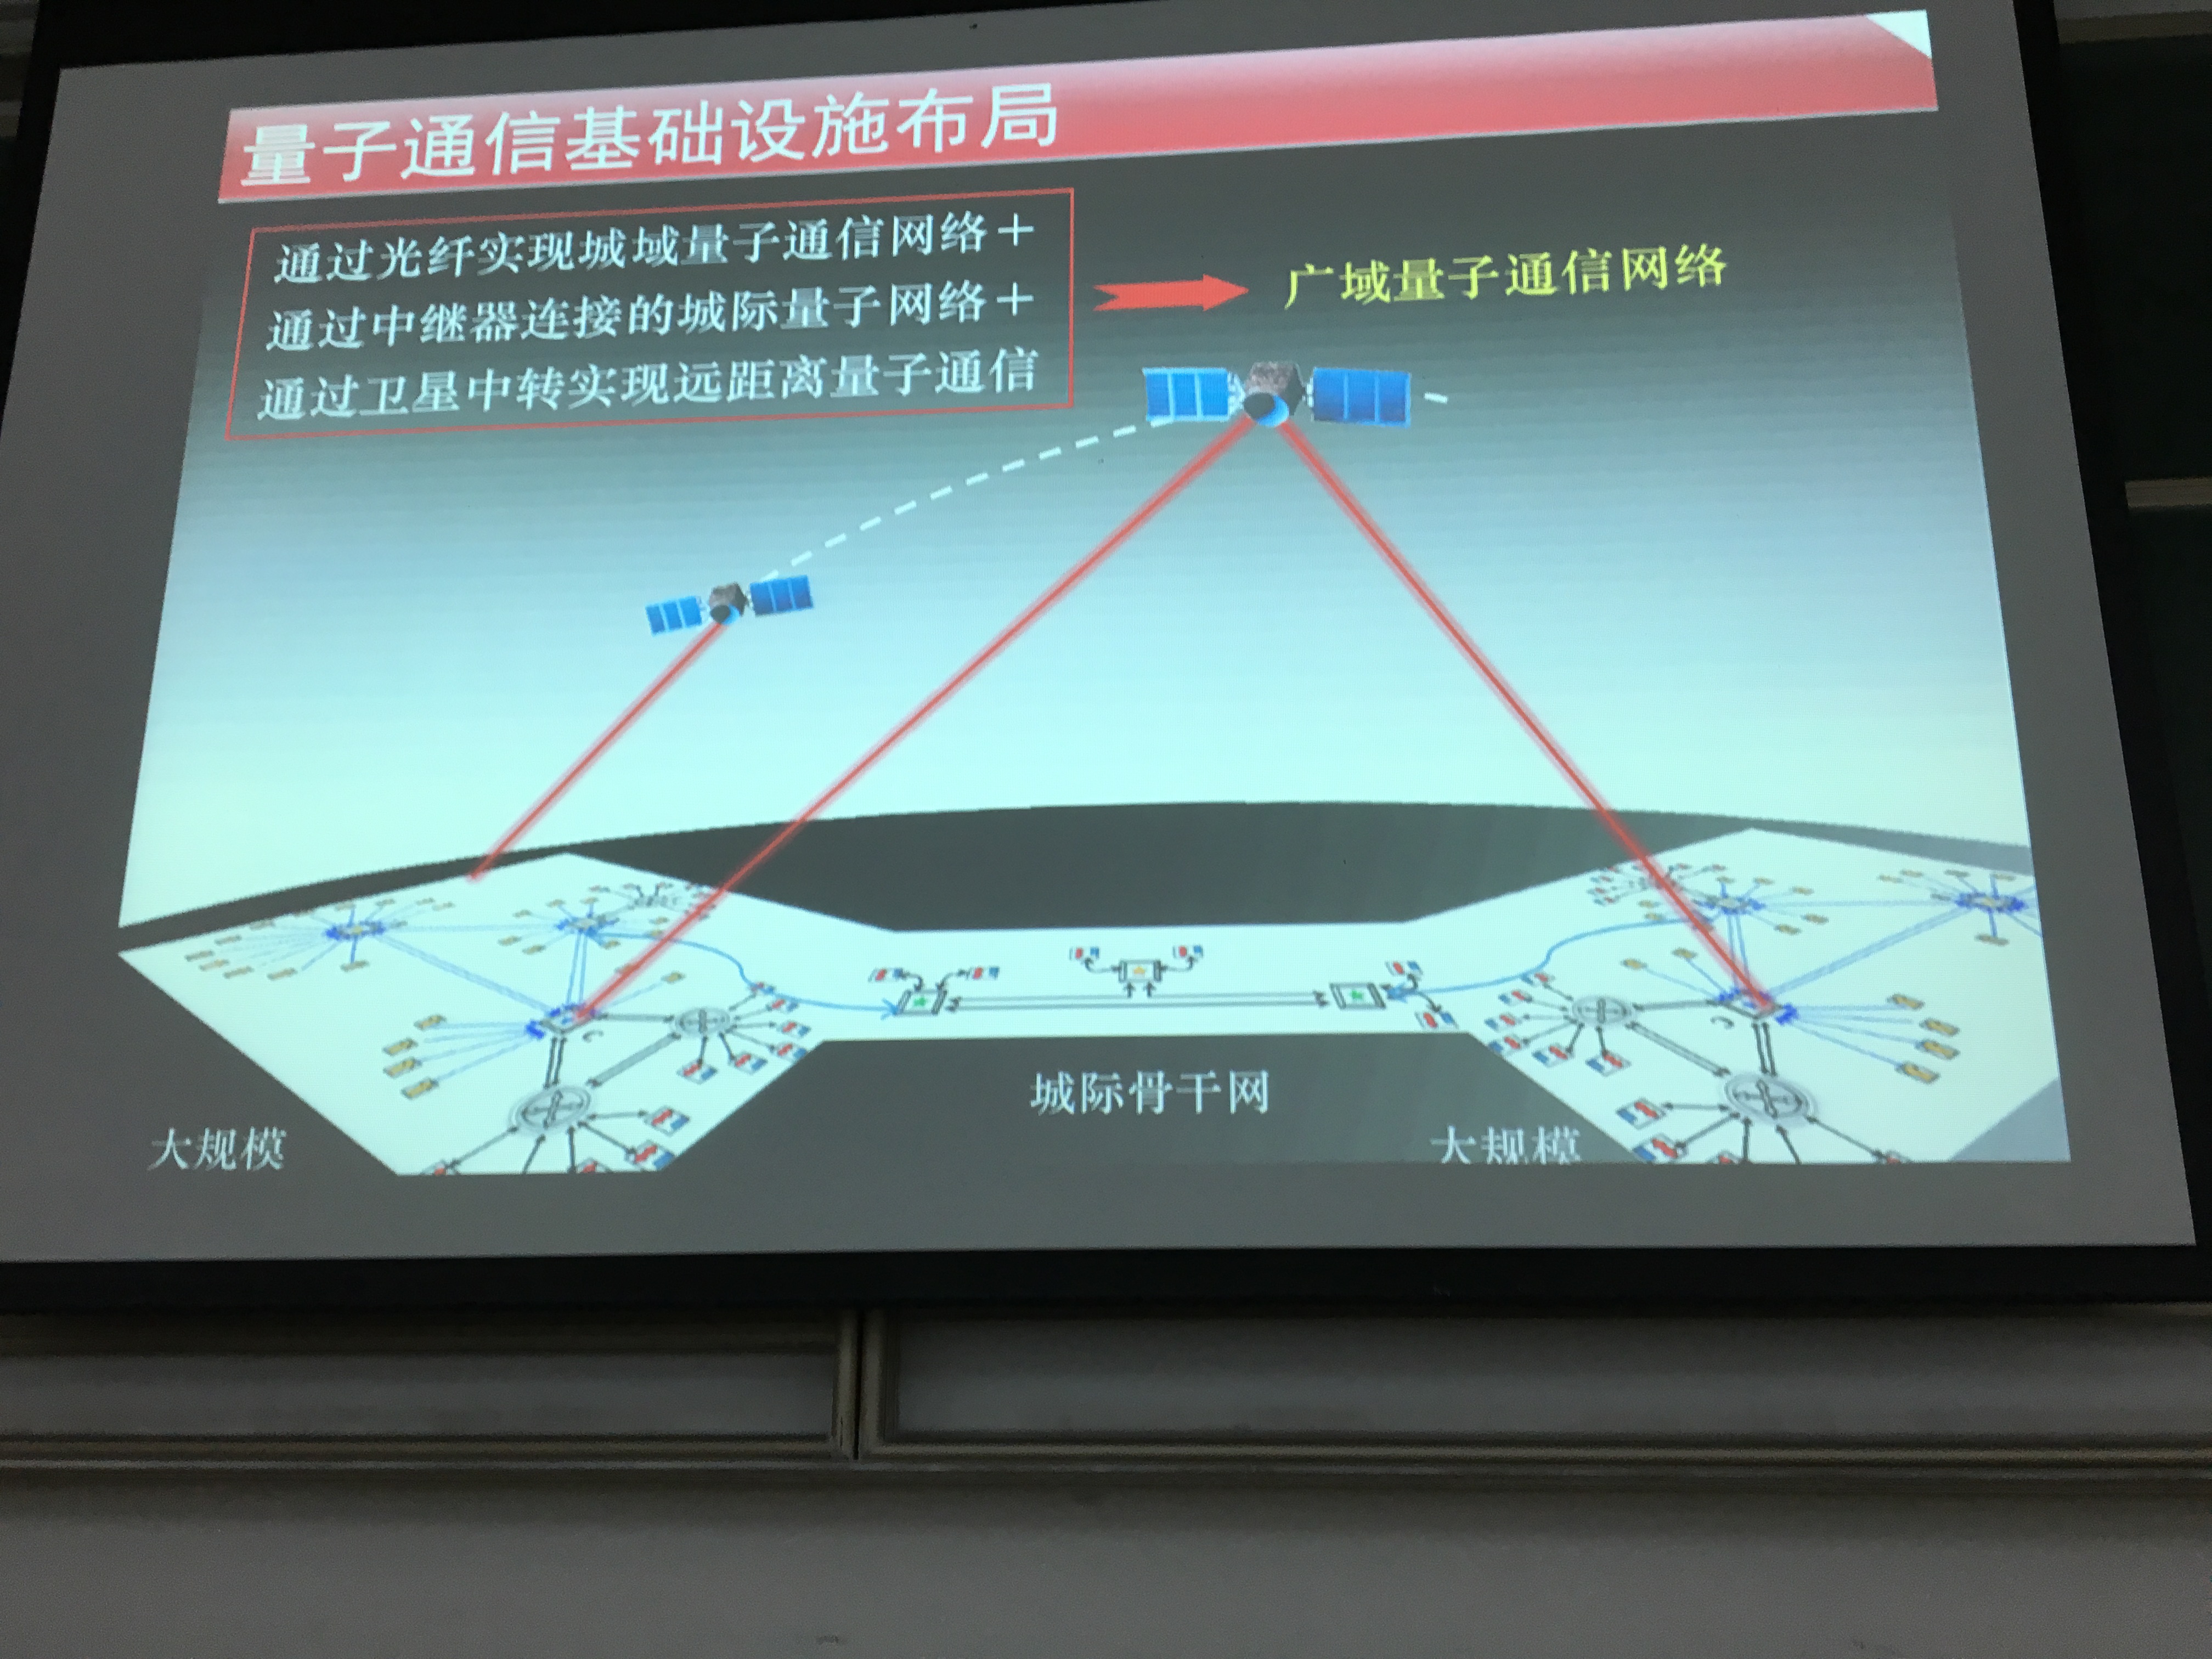 量子通信基础设施布局
通过光纤实现城域量子通信网络＋
通过中继器连接的城际量子网络＋
通过卫星中转实现远距离量子通信
广域量子通信网络
城际骨干网
大规模
大规模